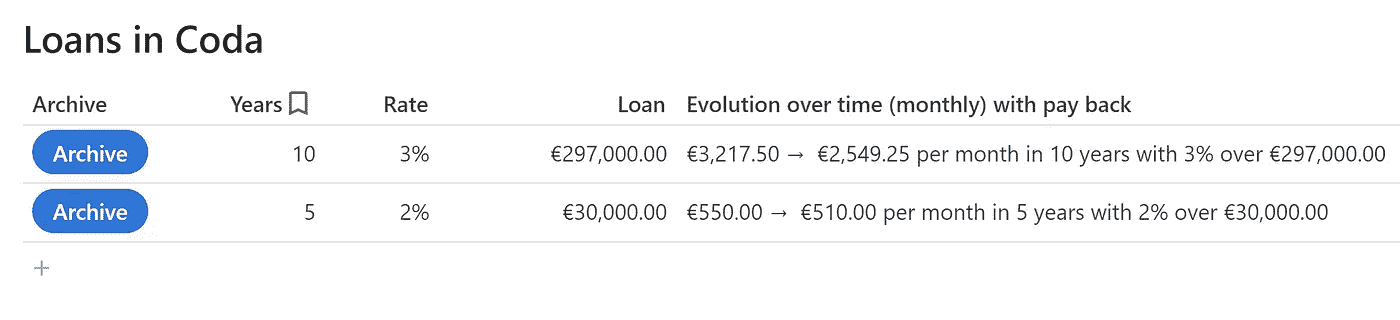 Loans in Coda
Archive Years Rate Loan Evolution over time (monthly) with pay back
Archive 10 3% €297,000.00 €3,217.50 → €2,549.25 per month in 10 years with 3% over €297,000.00
Archive 5 2% €30,000.00 €550.00 → €510.00 per month in 5 years with 2% over €30,000.00
+